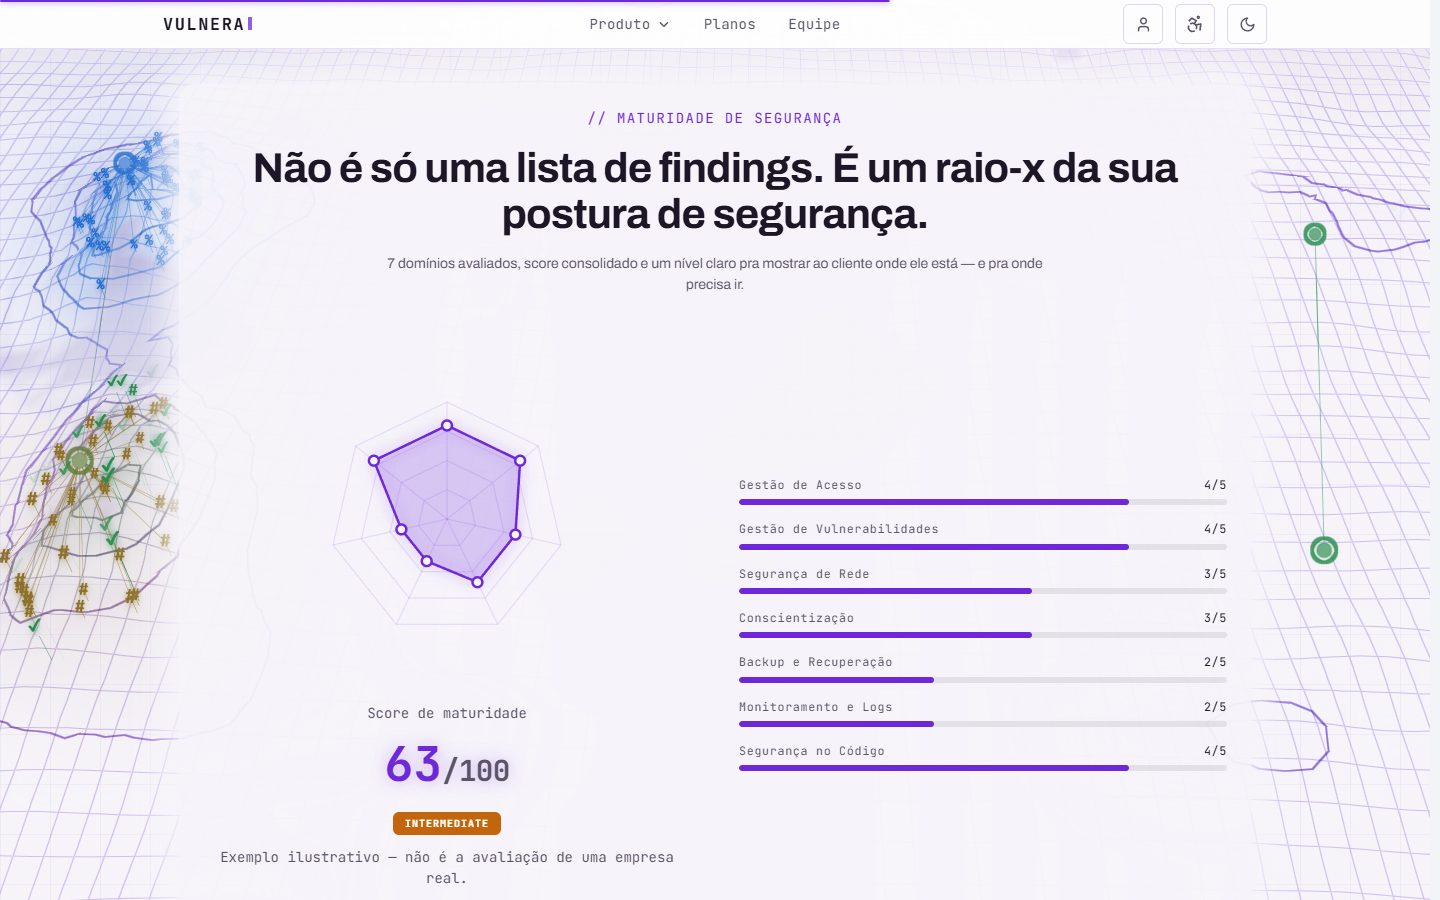 VULNERA
Produto
Planos
Equipe
// MATURIDADE DE SEGURANÇA
Não é só uma lista de findings. É um raio-x da sua
postura de segurança.
7 domínios avaliados, score consolidado e um nível claro pra mostrar ao cliente onde ele está — e pra onde
precisa ir.
Gestão de Acesso 4/5
Gestão de Vulnerabilidades 4/5
Segurança de Rede 3/5
Conscientização 3/5
Backup e Recuperação 2/5
Monitoramento e Logs 2/5
Segurança no Código 4/5
Score de maturidade
63/100
INTERMEDIATE
Exemplo ilustrativo — não é a avaliação de uma empresa
real.